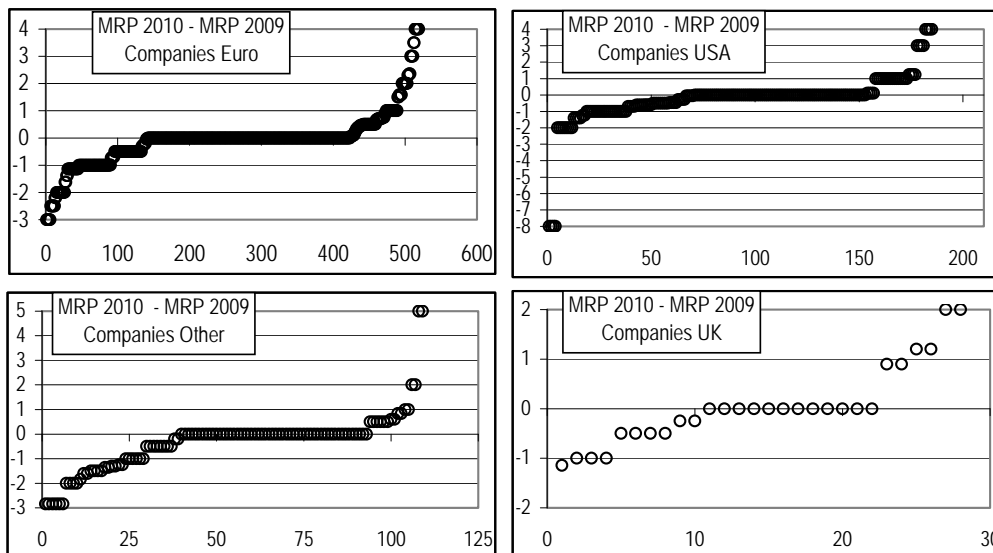 MRP 2010 - MRP 2009
Companies Euro
4
3
2
1
0
-1
-2
-3
0 100 200 300 400 500 600
MRP 2010 - MRP 2009
Companies USA
4
3
2
1
0
-1
-2
-3
-4
-5
-6
-7
-8
0 50 100 150 200
MRP 2010 - MRP 2009
Companies Other
5
4
3
2
1
0
-1
-2
-3
0 25 50 75 100 125
MRP 2010 - MRP 2009
Companies UK
2
1
0
-1
-2
0 10 20 30